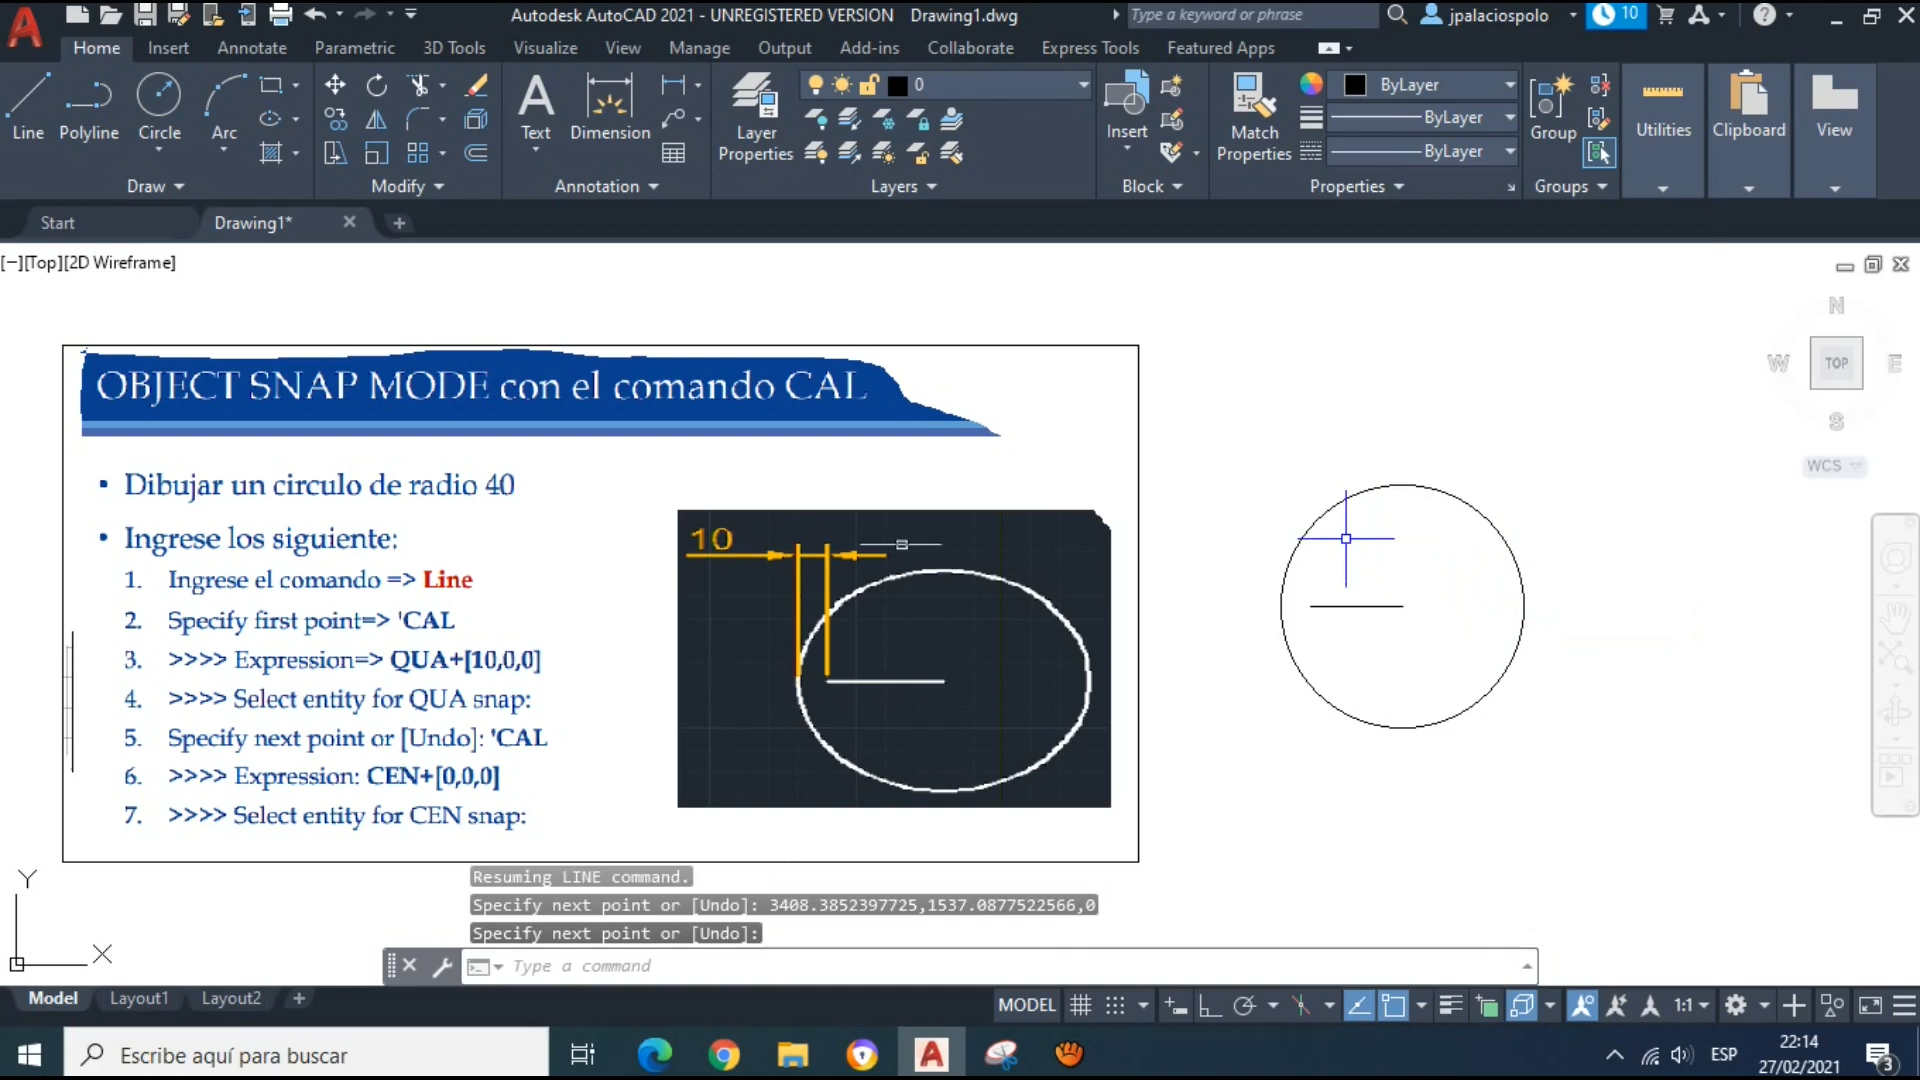 Autodesk AutoCAD 2021 - UNREGISTERED VERSION Drawing1.dwg
Type a keyword or phrase
jpalaciospolo
10
Home Insert Annotate Parametric 3D Tools Visualize View Manage Output Add-ins Collaborate Express Tools Featured Apps
Line Polyline Circle Arc
Draw
Modify
Text Dimension
Annotation
Layer Properties
0
Layers
Insert
Block
Match Properties
ByLayer
ByLayer
ByLayer
Properties
Group
Groups
Utilities
Clipboard
View
Start
Drawing1*
[−][Top][2D Wireframe]
N
W TOP E
S
WCS
OBJECT SNAP MODE con el comando CAL
• Dibujar un circulo de radio 40
• Ingrese los siguiente:
1. Ingrese el comando => Line
2. Specify first point=> 'CAL
3. >>>> Expression=> QUA+[10,0,0]
4. >>>> Select entity for QUA snap:
5. Specify next point or [Undo]: 'CAL
6. >>>> Expression: CEN+[0,0,0]
7. >>>> Select entity for CEN snap:
10
Y
X
Resuming LINE command.
Specify next point or [Undo]: 3408.3852397725,1537.0877522566,0
Specify next point or [Undo]:
Type a command
Model Layout1 Layout2
MODEL
1:1
Escribe aquí para buscar
ESP
22:14
27/02/2021
3